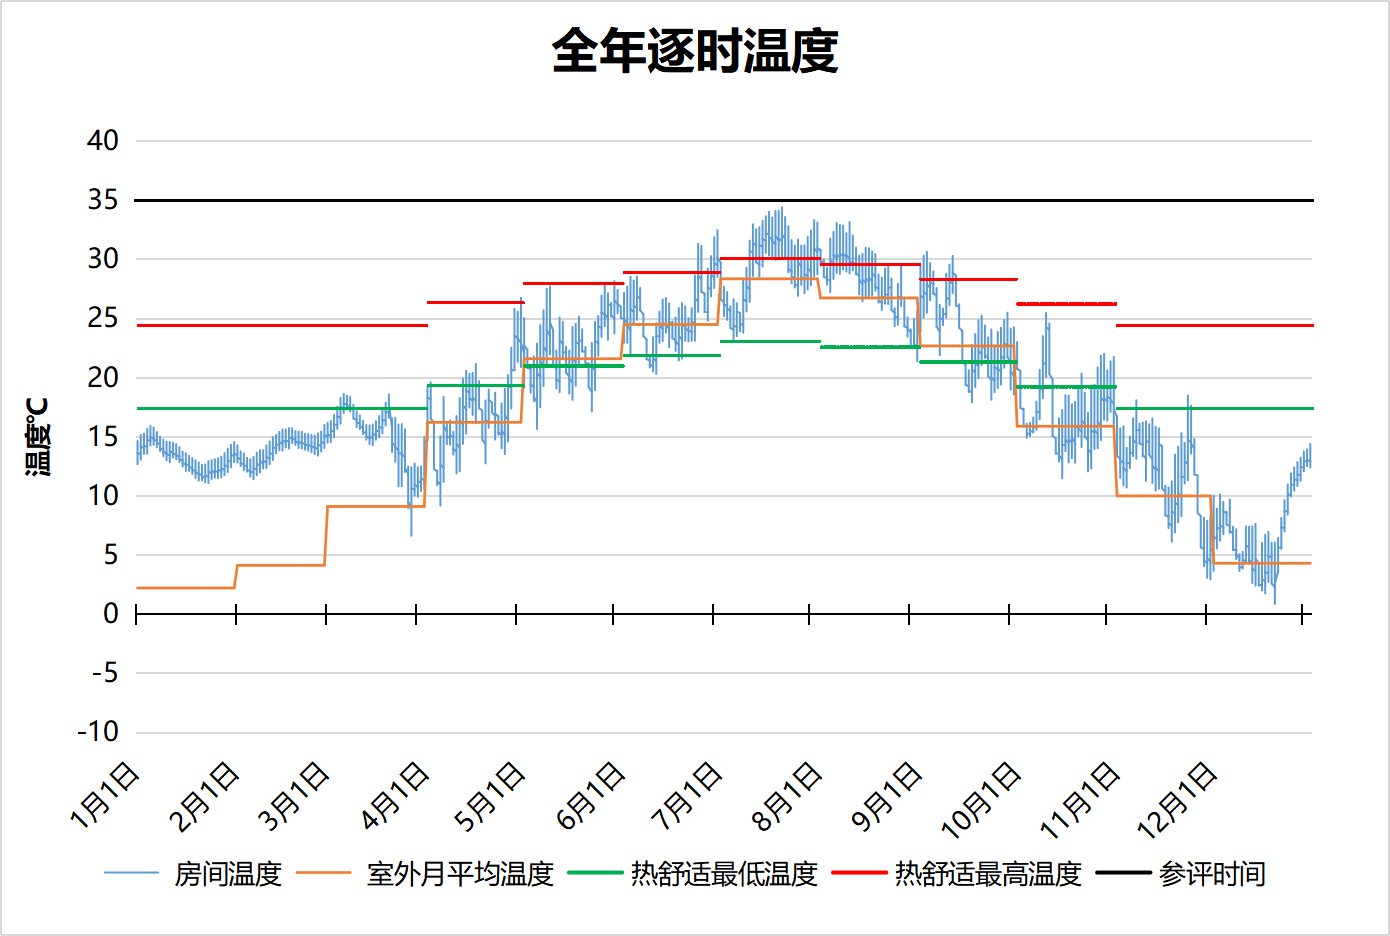 全年逐时温度
40
35
30
25
20
15
10
5
0
-5
-10
温度℃
1月1日
2月1日
3月1日
4月1日
5月1日
6月1日
7月1日
8月1日
9月1日
10月1日
11月1日
12月1日
房间温度 室外月平均温度 热舒适最低温度 热舒适最高温度 参评时间